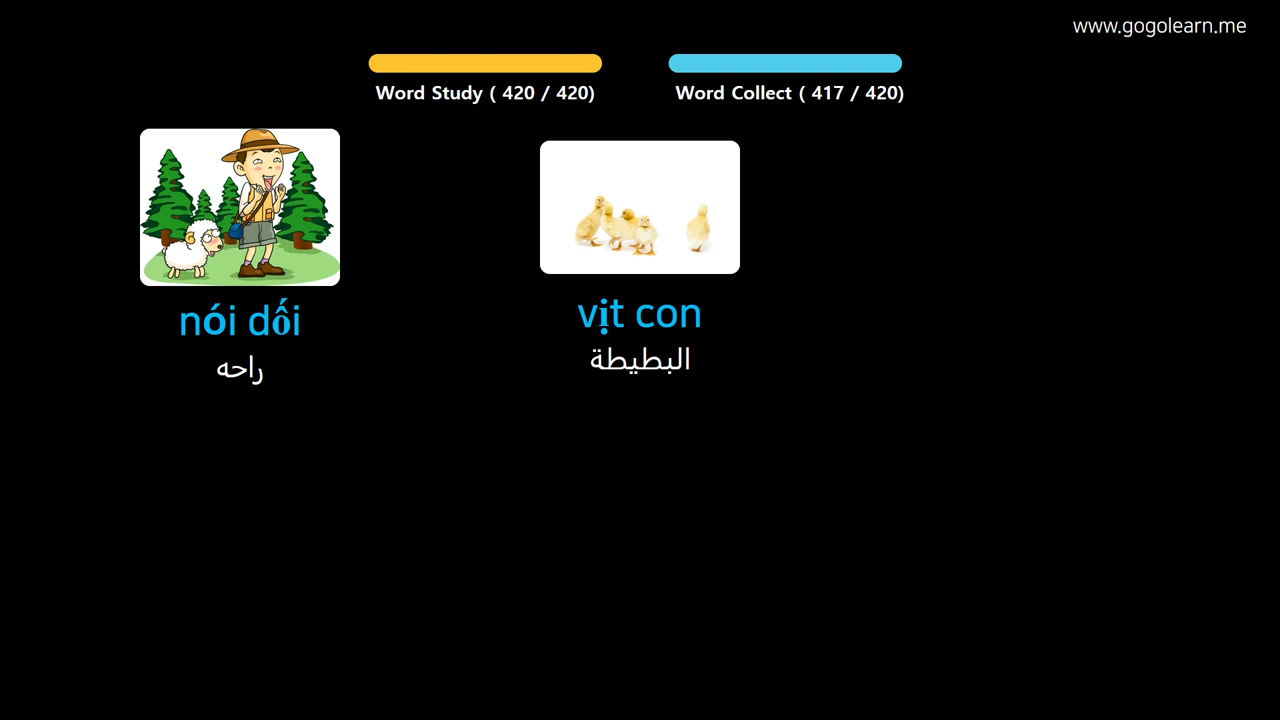 www.gogolearn.me
Word Study ( 420 / 420)
Word Collect ( 417 / 420)
nói dối
راحه
vịt con
البطيطة